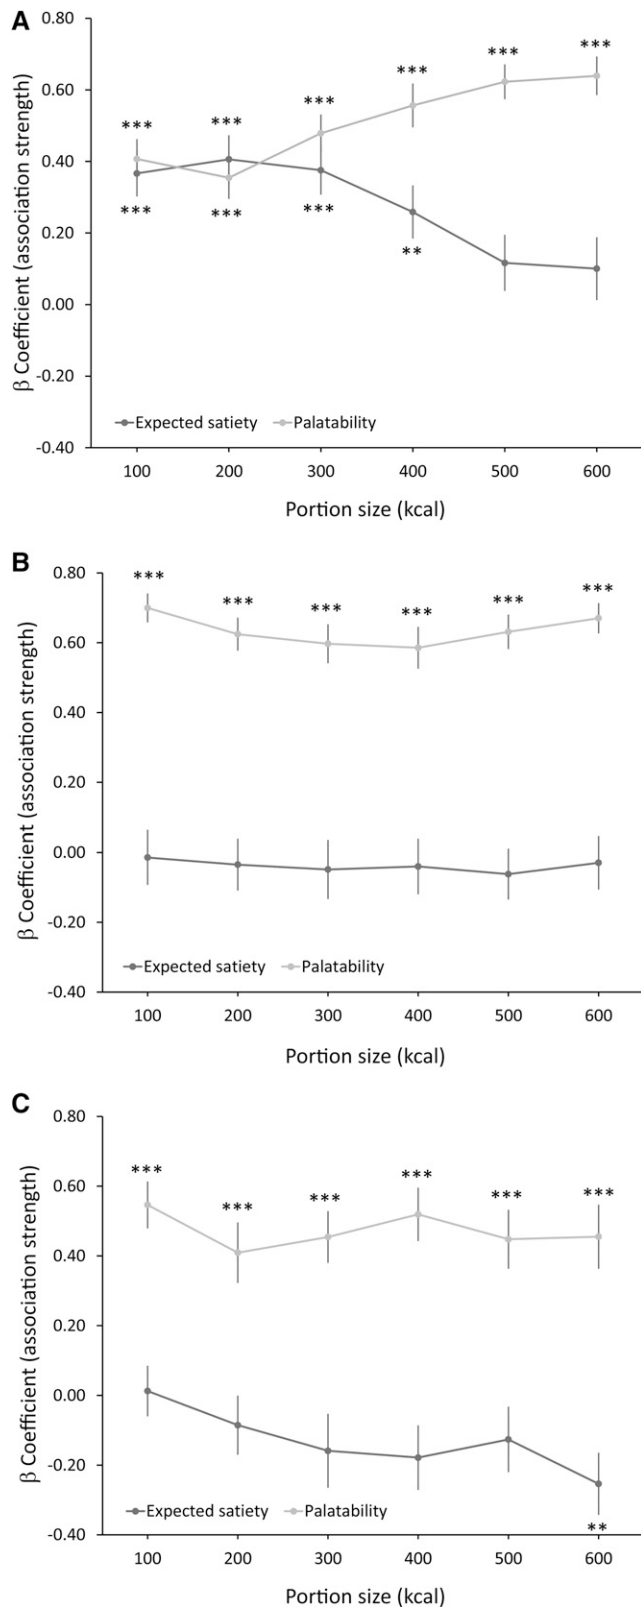 A
0.80
*** ***
*** 0.60
*** ***
*** 0.40
*** *** *** 0.20
**
0.00
-0.20
Expected satiety Palatability
-0.40
100 200 300 400 500 600
Portion size (kcal)
β Coefficient (association strength)
B
0.80
*** *** *** *** *** ***
0.60
0.40
0.20
0.00
-0.20
Expected satiety Palatability
-0.40
100 200 300 400 500 600
Portion size (kcal)
β Coefficient (association strength)
C
0.80
*** *** *** *** *** ***
0.60
0.40
0.20
0.00
-0.20
Expected satiety Palatability
-0.40
**
100 200 300 400 500 600
Portion size (kcal)
β Coefficient (association strength)